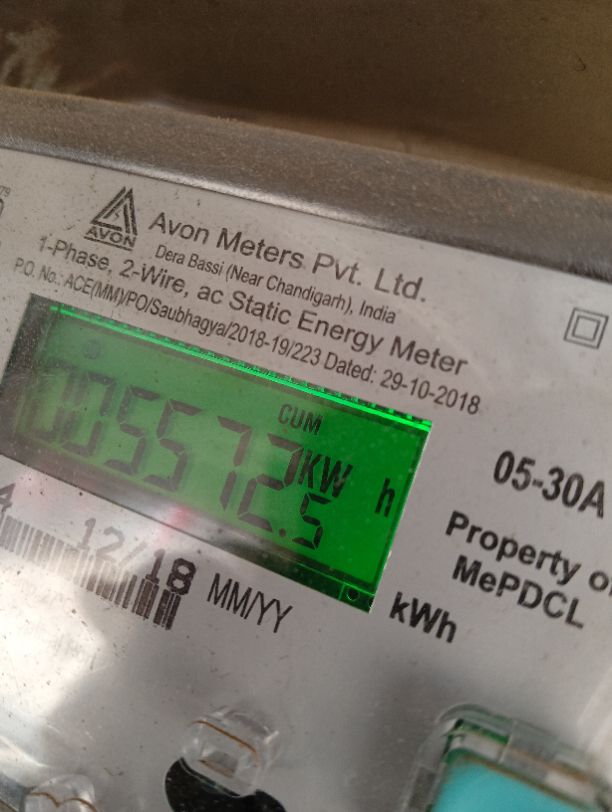 AVON
Avon Meters Pvt. Ltd.
Dera Bassi (Near Chandigarh), India
1-Phase, 2-Wire, ac Static Energy Meter
P.O. No.: ACE(MM)/PO/Saubhagya/2018-19/223 Dated: 29-10-2018
CUM
005572.5
KW h
05-30A
Property of
MePDCL
4
12/18 MM/YY
kWh